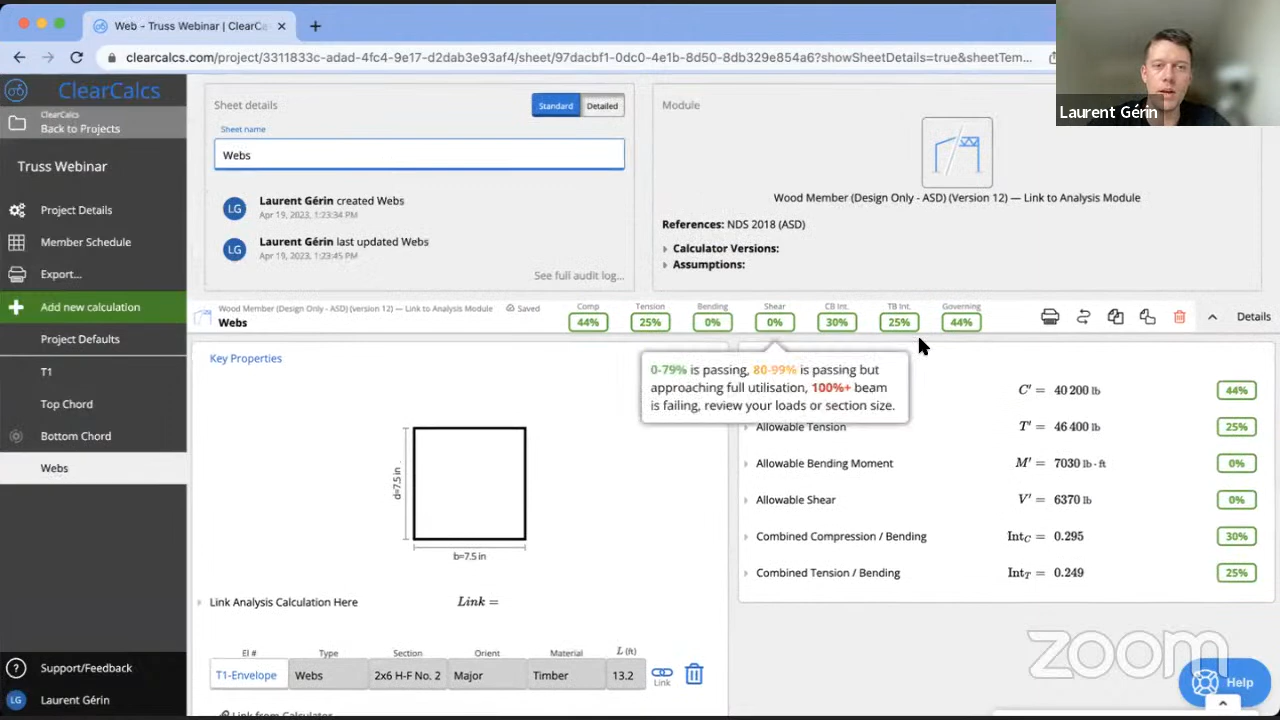 Web - Truss Webinar | ClearCa
clearcalcs.com/project/3311833c-adad-4fc4-9e17-d2dab3e93af4/sheet/97dacbf1-0dc0-4e1b-8d50-8db329e854a6?showSheetDetails=true&sheetTem...
Laurent Gérin
ClearCalcs
ClearCalcs
Back to Projects
Truss Webinar
Project Details
Member Schedule
Export...
Add new calculation
Project Defaults
T1
Top Chord
Bottom Chord
Webs
Support/Feedback
LG Laurent Gérin
Sheet details
Standard Detailed
Sheet name
Webs
LG Laurent Gérin created Webs
Apr 19, 2023, 1:23:34 PM
LG Laurent Gérin last updated Webs
Apr 19, 2023, 1:23:45 PM
See full audit log...
Module
Wood Member (Design Only - ASD) (Version 12) — Link to Analysis Module
References: NDS 2018 (ASD)
Calculator Versions:
Assumptions:
Wood Member (Design Only - ASD) (version 12) — Link to Analysis Module Saved
Webs
Comp Tension Bending Shear CB Int. TB Int. Governing
44% 25% 0% 0% 30% 25% 44%
Details
0-79% is passing, 80-99% is passing but
approaching full utilisation, 100%+ beam
is failing, review your loads or section size.
Key Properties
d=7.5 in
b=7.5 in
Link Analysis Calculation Here Link =
El # Type Section Orient Material L (ft)
T1-Envelope Webs 2x6 H-F No. 2 Major Timber 13.2 Link
Link from Calculator
C′ = 40 200 lb 44%
Allowable Tension T′ = 46 400 lb 25%
Allowable Bending Moment M′ = 7030 lb · ft 0%
Allowable Shear V′ = 6370 lb 0%
Combined Compression / Bending IntC = 0.295 30%
Combined Tension / Bending IntT = 0.249 25%
zoom
Help